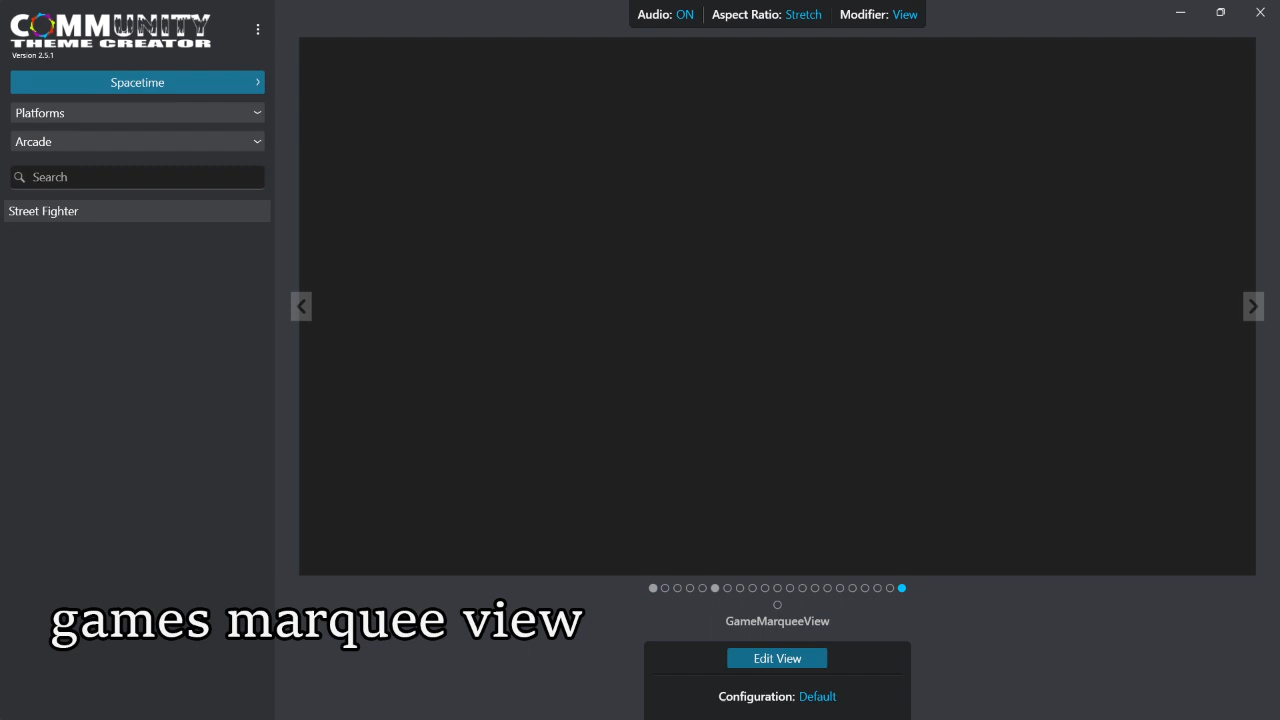 COMMUNITY
THEME CREATOR
Version 2.5.1
Spacetime
Platforms
Arcade
Search
Street Fighter
Audio: ON
Aspect Ratio: Stretch
Modifier: View
GameMarqueeView
Edit View
Configuration: Default
games marquee view